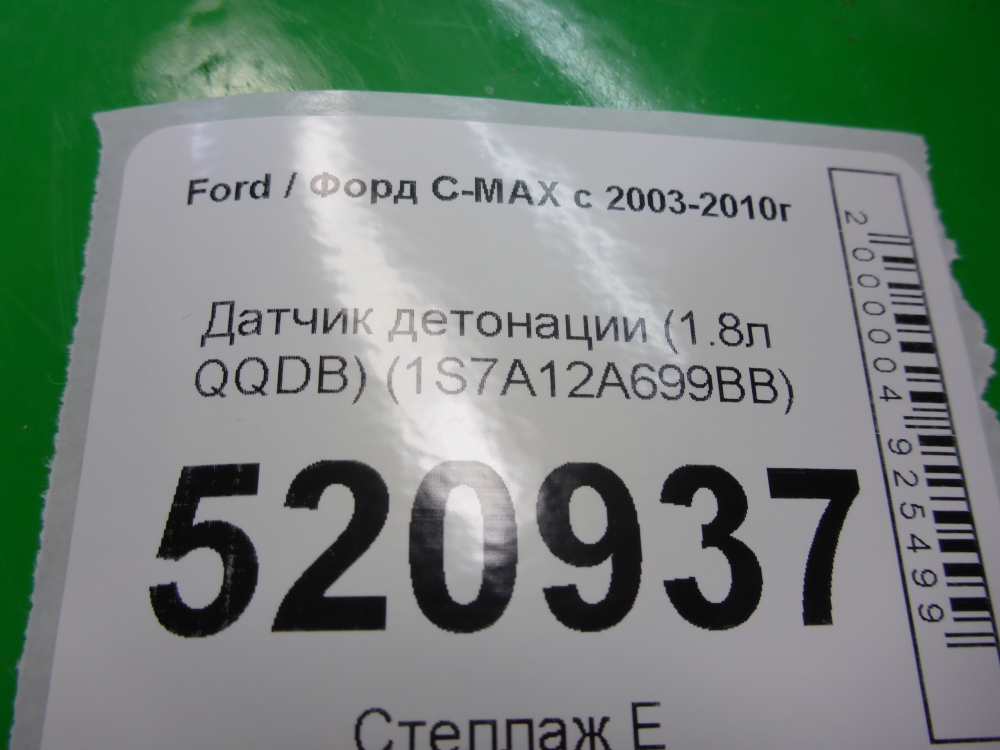 Ford / Форд C-MAX с 2003-2010г
Датчик детонации (1.8л
QQDB) (1S7A12A699BB)
520937
Стеллаж Е
2000004925499